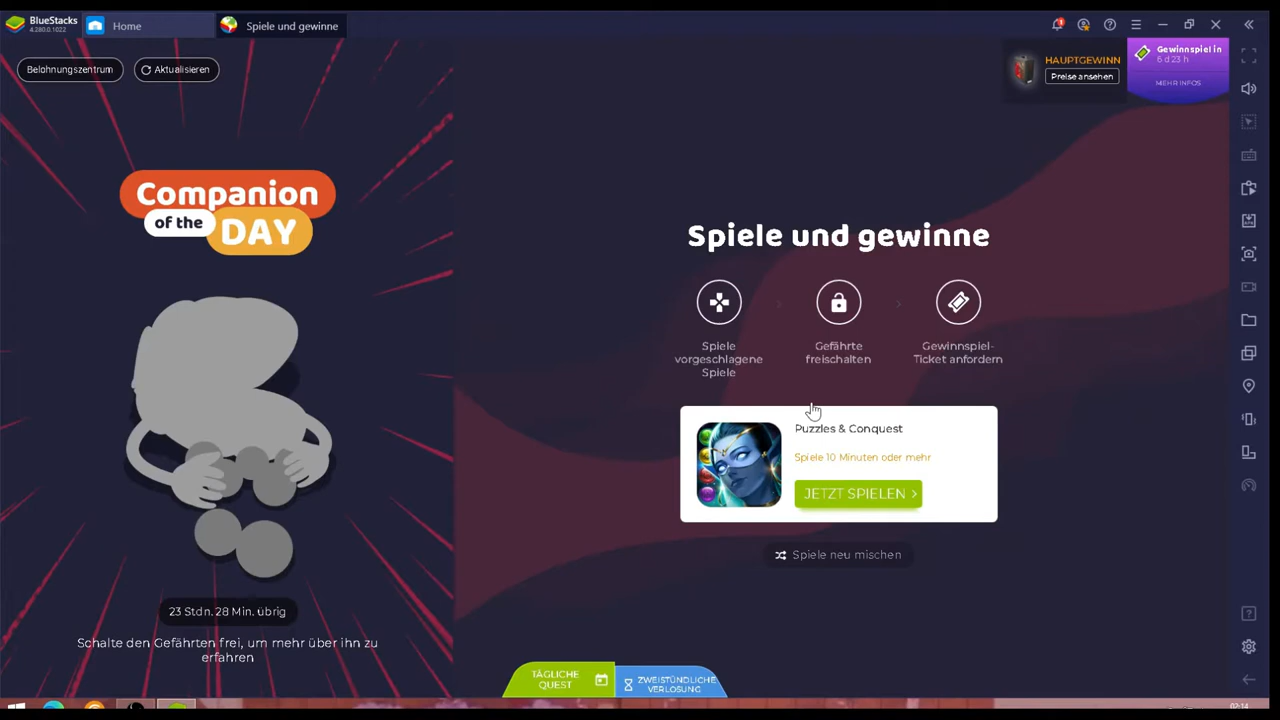 BlueStacks
4.280.0.1022
Home
Spiele und gewinne
Belohnungszentrum
Aktualisieren
HAUPTGEWINN
Preise ansehen
Gewinnspiel in
6 d 23 h
MEHR INFOS
Companion
of the
DAY
Spiele und gewinne
Spiele
vorgeschlagene
Spiele
Gefährte
freischalten
Gewinnspiel-
Ticket anfordern
Puzzles & Conquest
Spiele 10 Minuten oder mehr
JETZT SPIELEN
Spiele neu mischen
23 Stdn. 28 Min. übrig
Schalte den Gefährten frei, um mehr über ihn zu
erfahren
TÄGLICHE
QUEST
ZWEISTÜNDLICHE
VERLOSUNG
02:14